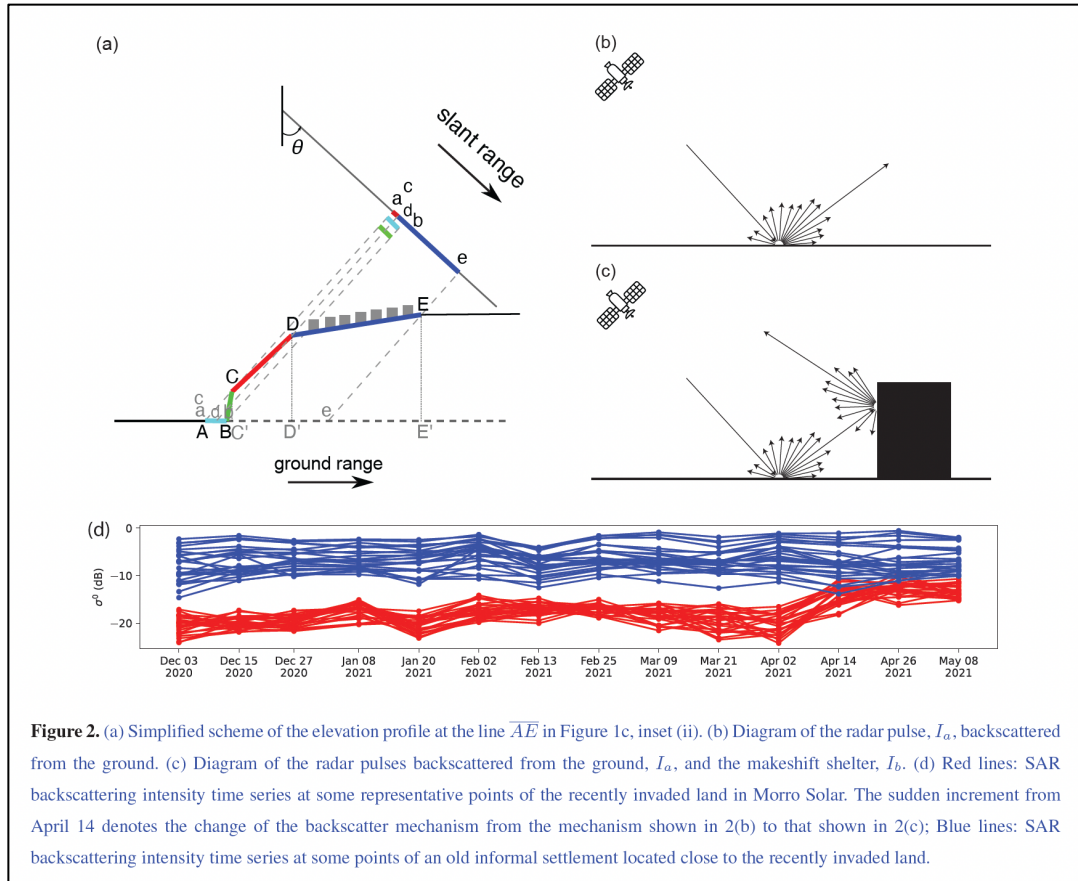 (a)
θ
slant range
c
a
d
b
e
D
E
C
c
a
d
b
e
A
B
C'
D'
E'
ground range
(b)
(c)
(d)
σ⁰ (dB)
0
−10
−20
Dec 03 2020
Dec 15 2020
Dec 27 2020
Jan 08 2021
Jan 20 2021
Feb 02 2021
Feb 13 2021
Feb 25 2021
Mar 09 2021
Mar 21 2021
Apr 02 2021
Apr 14 2021
Apr 26 2021
May 08 2021
Figure 2. (a) Simplified scheme of the elevation profile at the line A̅E̅ in Figure 1c, inset (ii). (b) Diagram of the radar pulse, Iₐ, backscattered
from the ground. (c) Diagram of the radar pulses backscattered from the ground, Iₐ, and the makeshift shelter, I_b. (d) Red lines: SAR
backscattering intensity time series at some representative points of the recently invaded land in Morro Solar. The sudden increment from
April 14 denotes the change of the backscatter mechanism from the mechanism shown in 2(b) to that shown in 2(c); Blue lines: SAR
backscattering intensity time series at some points of an old informal settlement located close to the recently invaded land.